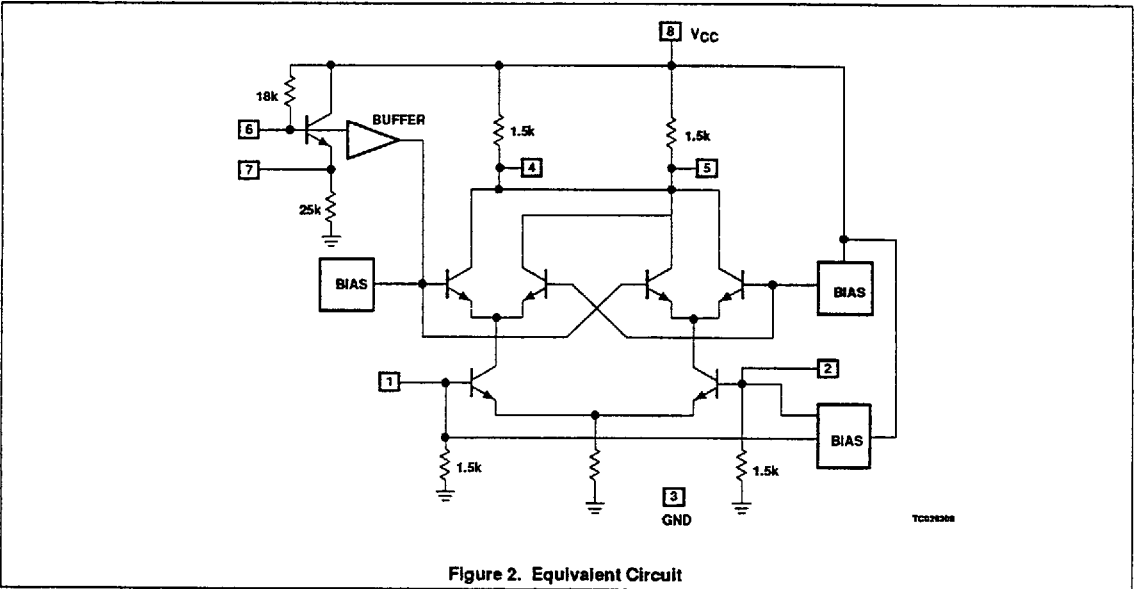 8 VCC
18k
6
BUFFER
1.5k
1.5k
7
4
5
25k
BIAS
BIAS
1
2
BIAS
1.5k
1.5k
3
GND
Figure 2. Equivalent Circuit